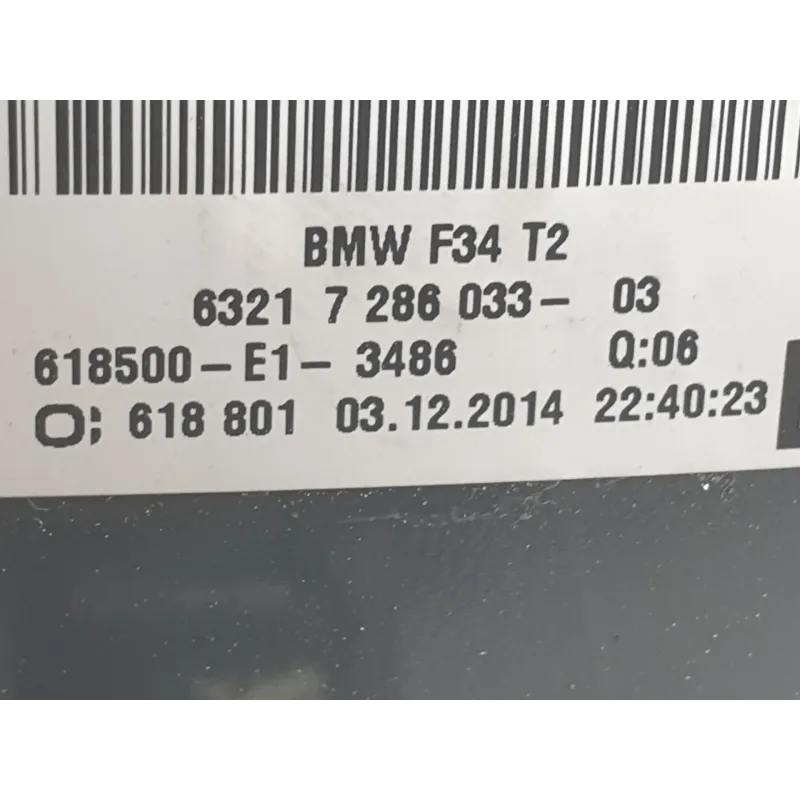 BMW F34 T2
6321 7 286 033- 03
618500-E1-3486 Q:06
O; 618 801 03.12.2014 22:40:23